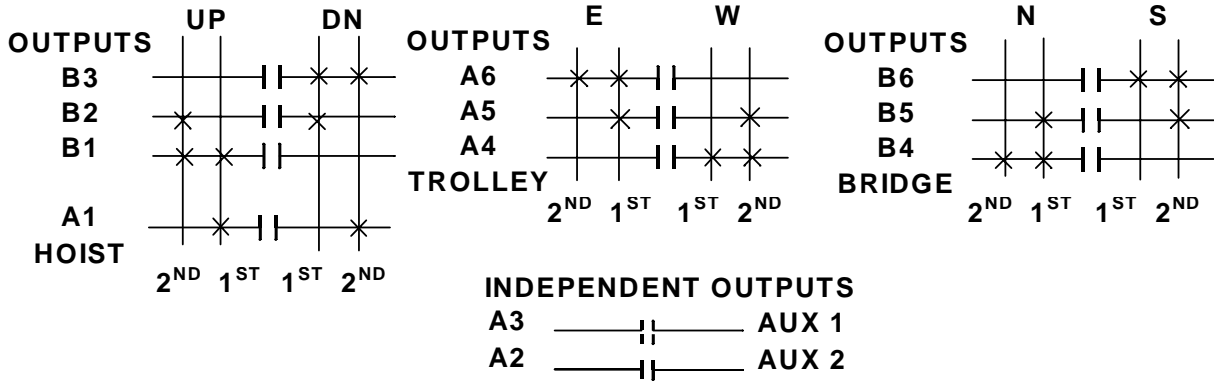 UP DN
OUTPUTS
B3
B2
B1
A1
HOIST
2ND 1ST 1ST 2ND
E W
OUTPUTS
A6
A5
A4
TROLLEY
2ND 1ST 1ST 2ND
N S
OUTPUTS
B6
B5
B4
BRIDGE
2ND 1ST 1ST 2ND
INDEPENDENT OUTPUTS
A3 AUX 1
A2 AUX 2